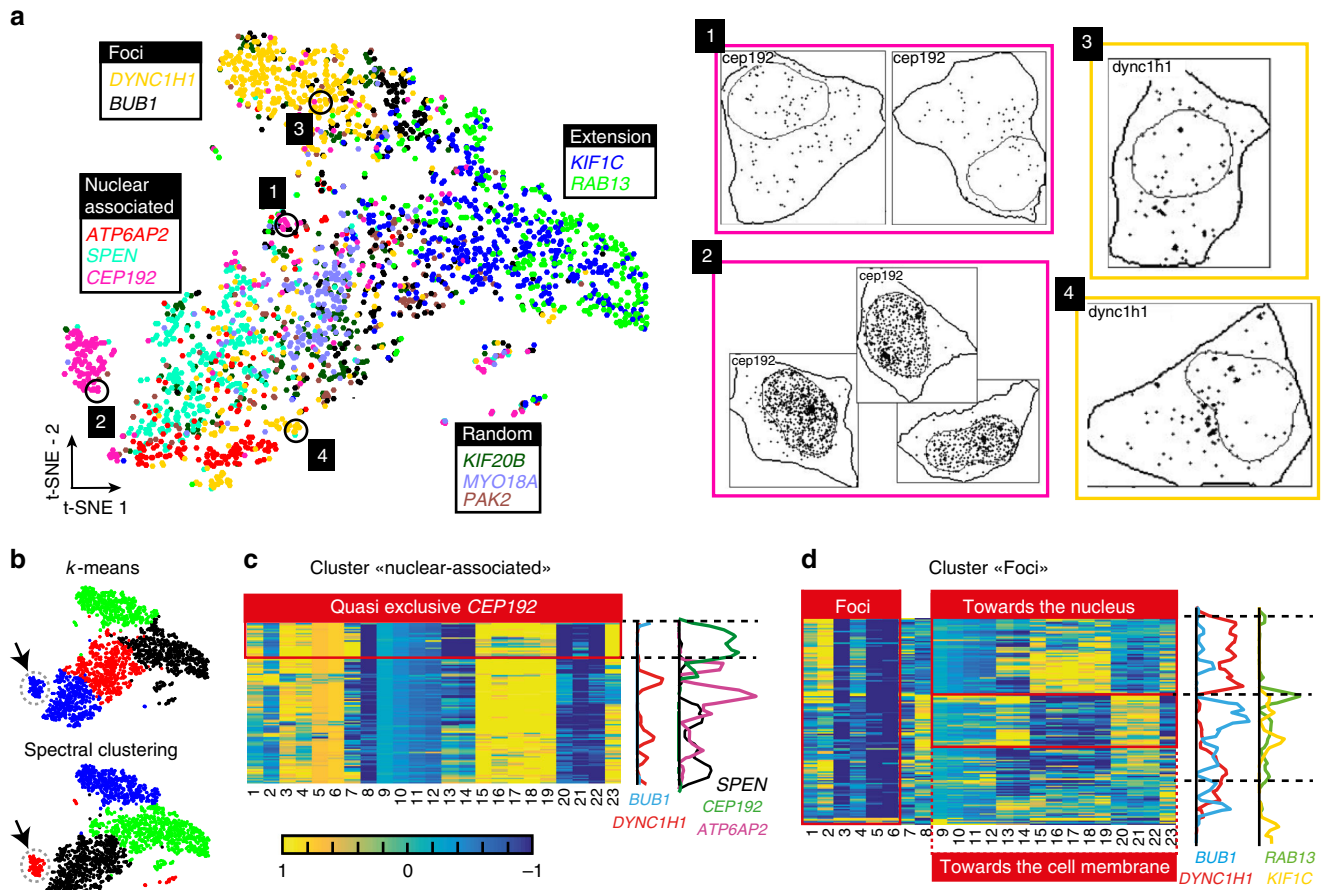 a
Foci
DYNC1H1
BUB1
3
Extension
KIF1C
RAB13
Nuclear
associated
ATP6AP2
SPEN
CEP192
1
2
4
Random
KIF20B
MYO18A
PAK2
t-SNE - 2
t-SNE 1
1
cep192
2
cep192
cep192
3
dync1h1
4
dync1h1
b
k-means
Spectral clustering
c
Cluster «nuclear-associated»
Quasi exclusive CEP192
1 2 3 4 5 6 7 8 9 10 11 12 13 14 15 16 17 18 19 20 21 22 23
BUB1
DYNC1H1
SPEN
CEP192
ATP6AP2
1 0 −1
d
Cluster «Foci»
Foci
Towards the nucleus
1 2 3 4 5 6 7 8 9 10 11 12 13 14 15 16 17 18 19 20 21 22 23
Towards the cell membrane
BUB1
DYNC1H1
RAB13
KIF1C